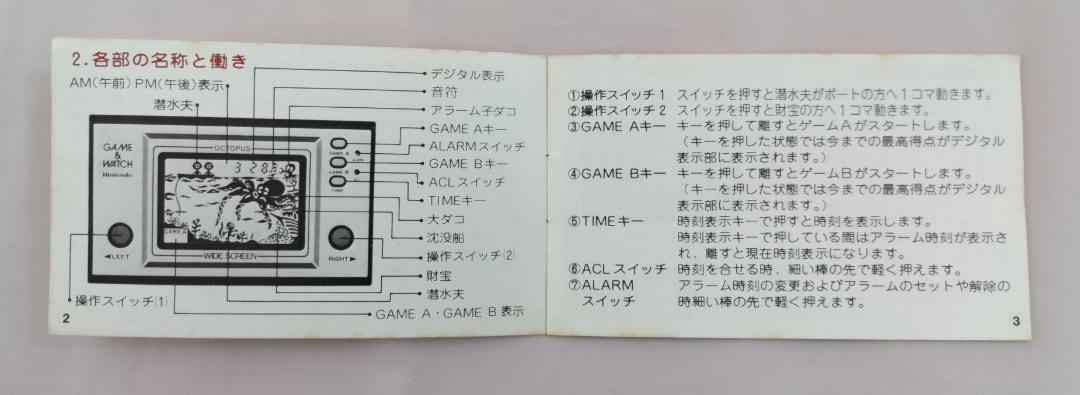 2.各部の名称と働き
AM(午前) PM(午後)表示
潜水夫
デジタル表示
音符
アラーム子ダコ
GAME Aキー
ALARMスイッチ
GAME Bキー
ACLスイッチ
TIMEキー
大ダコ
沈没船
操作スイッチ(2)
財宝
潜水夫
GAME A・GAME B 表示
操作スイッチ(1)
GAME
&
WATCH
Nintendo
OCTOPUS
GAME A
ALARM
GAME B
ACL
TIME
GAME A
◀LEFT
WIDE SCREEN
RIGHT▶
2
①操作スイッチ1 スイッチを押すと潜水夫がボートの方へ1コマ動きます。
②操作スイッチ2 スイッチを押すと財宝の方へ1コマ動きます。
③GAME Aキー キーを押して離すとゲームAがスタートします。
(キーを押した状態では今までの最高得点がデジタル
表示部に表示されます。)
④GAME Bキー キーを押して離すとゲームBがスタートします。
(キーを押した状態では今までの最高得点がデジタル
表示部に表示されます。)
⑤TIMEキー 時刻表示キーで押すと時刻を表示します。
時刻表示キーで押している間はアラーム時刻が表示さ
れ、離すと現在時刻表示になります。
⑥ACLスイッチ 時刻を合せる時、細い棒の先で軽く押えます。
⑦ALARM アラーム時刻の変更およびアラームのセットや解除の
スイッチ 時細い棒の先で軽く押えます。
3